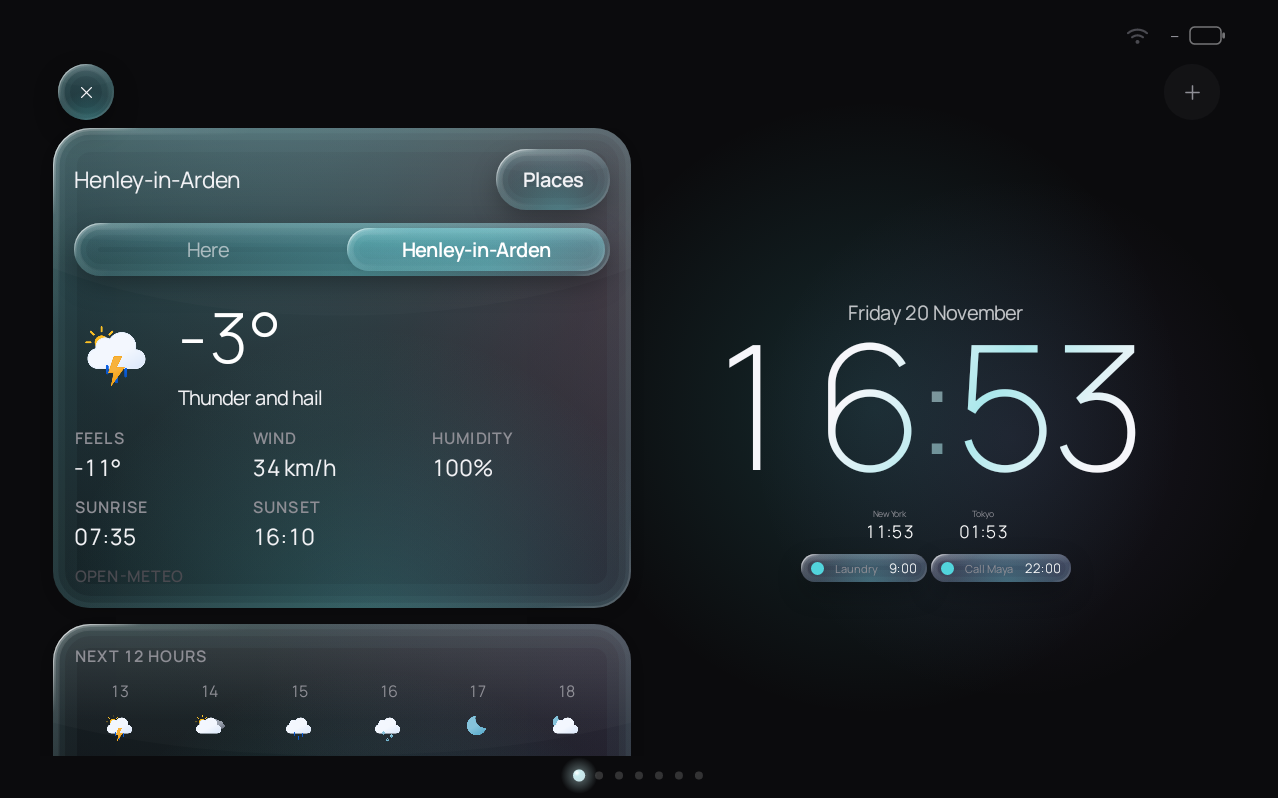 –
Henley-in-Arden
Places
Here
Henley-in-Arden
-3°
Thunder and hail
FEELS
WIND
HUMIDITY
-11°
34 km/h
100%
SUNRISE
SUNSET
07:35
16:10
OPEN-METEO
NEXT 12 HOURS
13 14 15 16 17 18
Friday 20 November
16:53
New York
Tokyo
11:53
01:53
Laundry 9:00
Call Maya 22:00